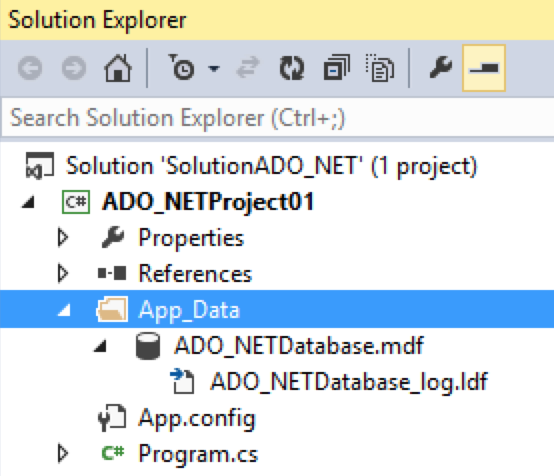 Solution Explorer
Search Solution Explorer (Ctrl+;)
Solution 'SolutionADO_NET' (1 project)
C# ADO_NETProject01
Properties
References
App_Data
ADO_NETDatabase.mdf
ADO_NETDatabase_log.ldf
App.config
C# Program.cs